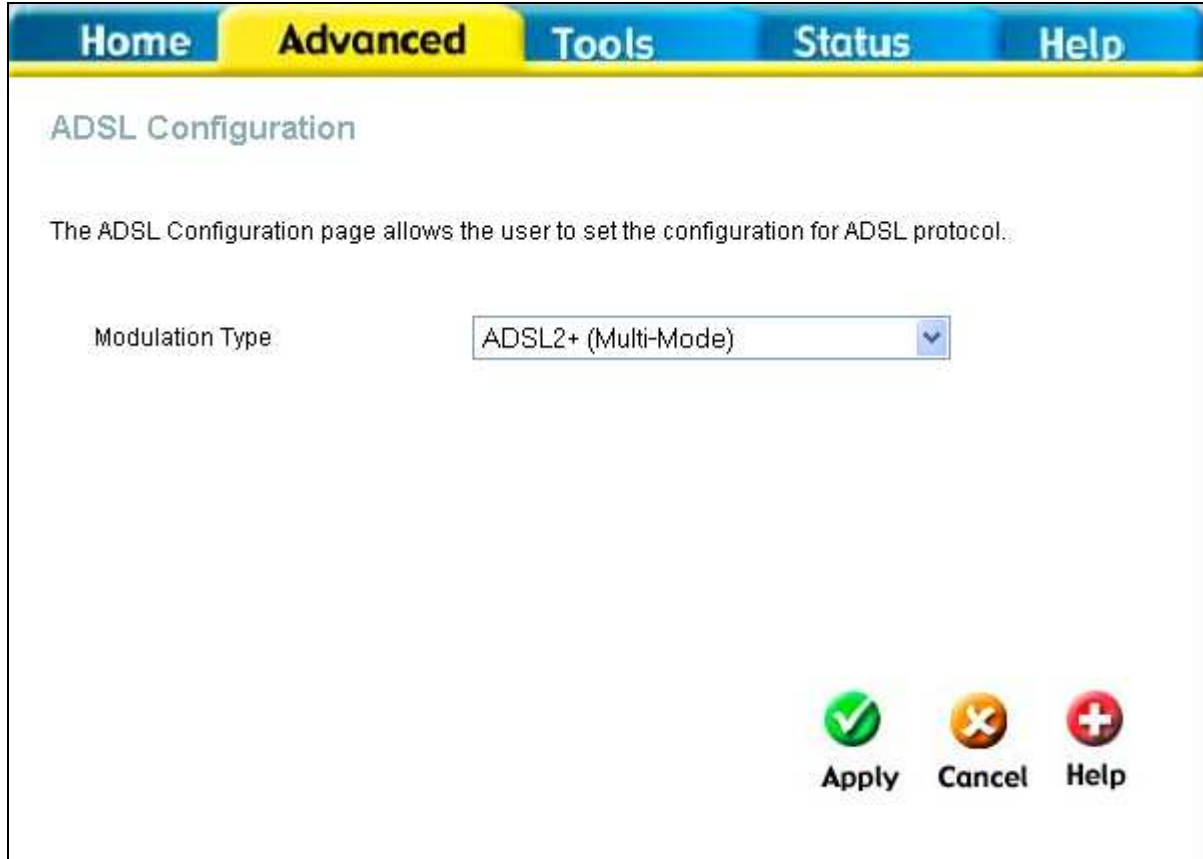 Home Advanced Tools Status Help
ADSL Configuration
The ADSL Configuration page allows the user to set the configuration for ADSL protocol.
Modulation Type ADSL2+ (Multi-Mode)
Apply Cancel Help